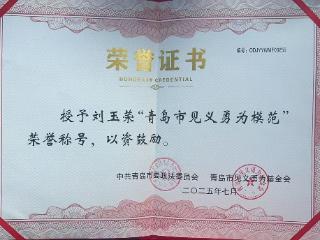 荣誉证书
HONORARY CREDENTIAL
授予刘玉荣“青岛市见义勇为模范”
荣誉称号，以资鼓励。
中共青岛市委政法委员会 青岛市见义勇为基金会
二〇二五年七月